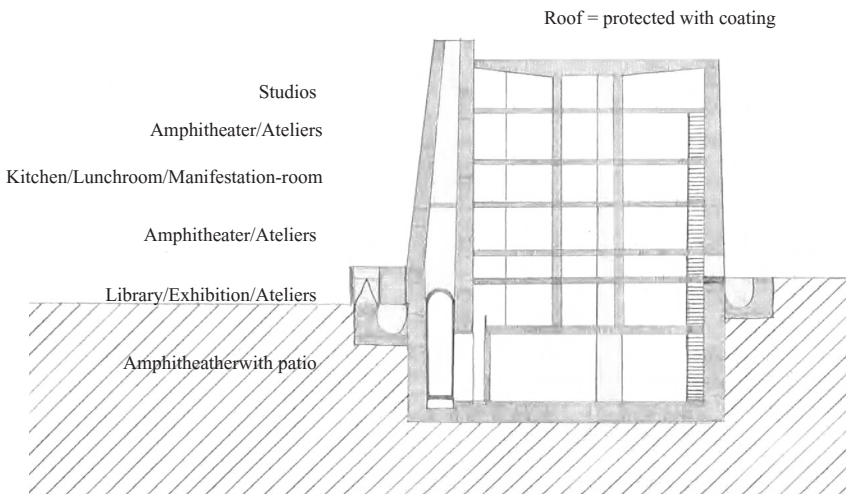 Roof = protected with coating
Studios
Amphitheater/Ateliers
Kitchen/Lunchroom/Manifestation-room
Amphitheater/Ateliers
Library/Exhibition/Ateliers
Amphitheatherwith patio